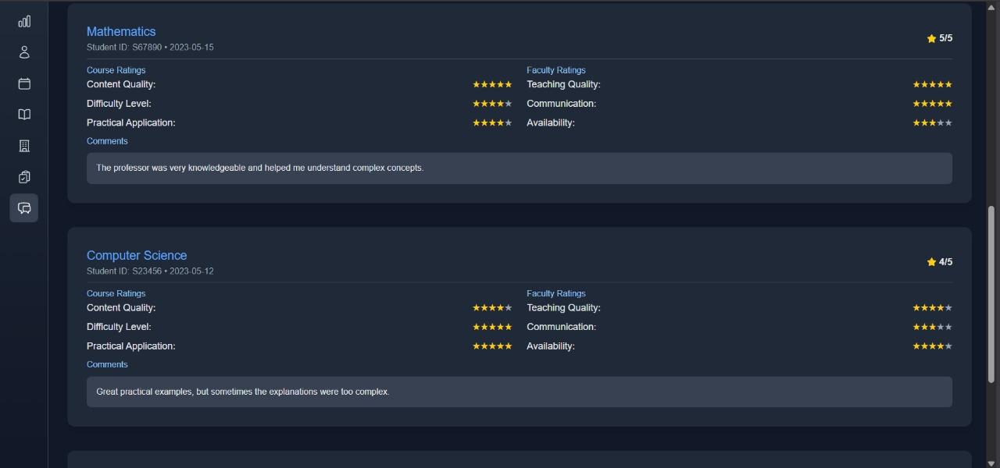 Mathematics
Student ID: S67890 • 2023-05-15
5/5
Course Ratings
Content Quality:
Difficulty Level:
Practical Application:
Faculty Ratings
Teaching Quality:
Communication:
Availability:
Comments
The professor was very knowledgeable and helped me understand complex concepts.
Computer Science
Student ID: S23456 • 2023-05-12
4/5
Course Ratings
Content Quality:
Difficulty Level:
Practical Application:
Faculty Ratings
Teaching Quality:
Communication:
Availability:
Comments
Great practical examples, but sometimes the explanations were too complex.